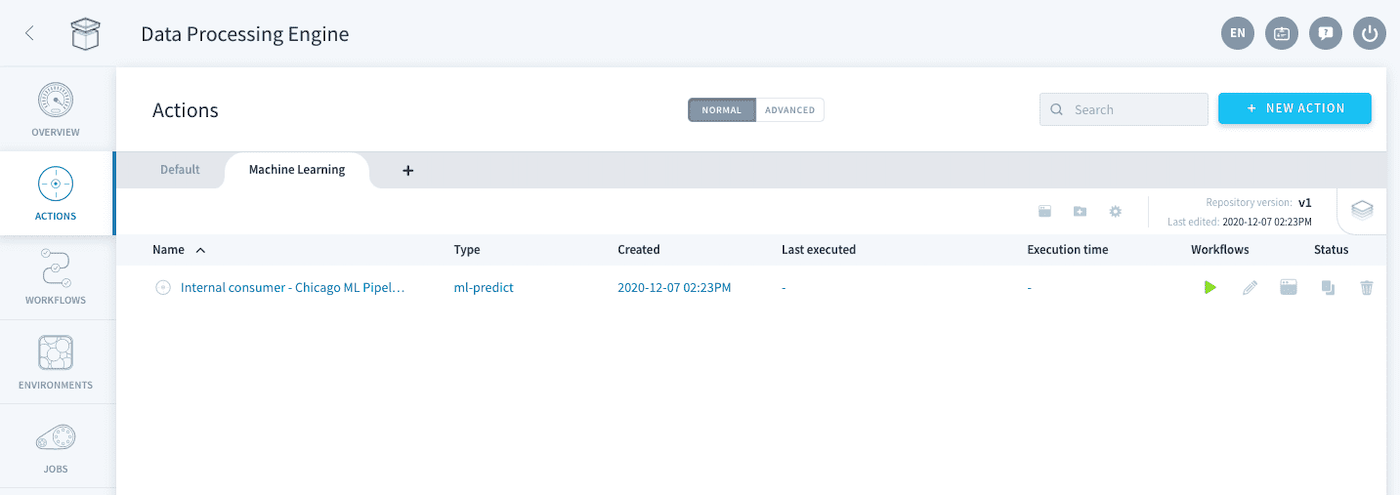 Data Processing Engine
EN
OVERVIEW
ACTIONS
WORKFLOWS
ENVIRONMENTS
JOBS
Actions
NORMAL ADVANCED
Search
+ NEW ACTION
Default Machine Learning +
Repository version: v1
Last edited: 2020-12-07 02:23PM
Name Type Created Last executed Execution time Workflows Status
Internal consumer - Chicago ML Pipel... ml-predict 2020-12-07 02:23PM - -